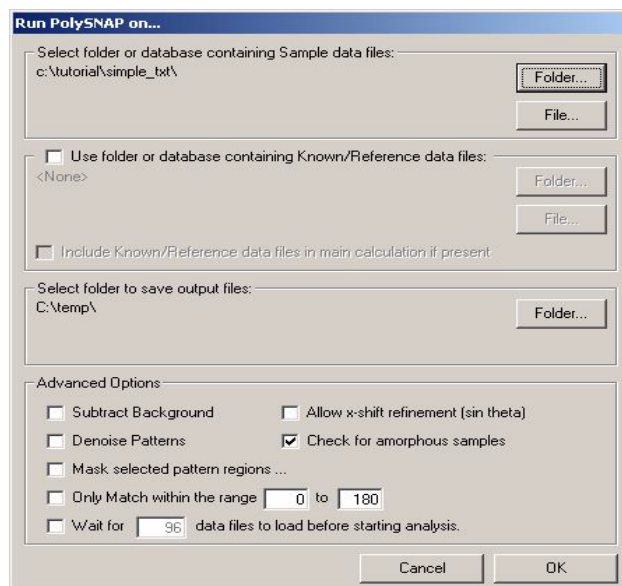 Run PolySNAP on...
Select folder or database containing Sample data files:
c:\tutorial\simple_txt\
Folder...
File...
Use folder or database containing Known/Reference data files:
<None>
Folder...
File...
Include Known/Reference data files in main calculation if present
Select folder to save output files:
C:\temp\
Folder...
Advanced Options
Subtract Background
Allow x-shift refinement (sin theta)
Denoise Patterns
Check for amorphous samples
Mask selected pattern regions ...
Only Match within the range 0 to 180
Wait for 96 data files to load before starting analysis.
Cancel
OK